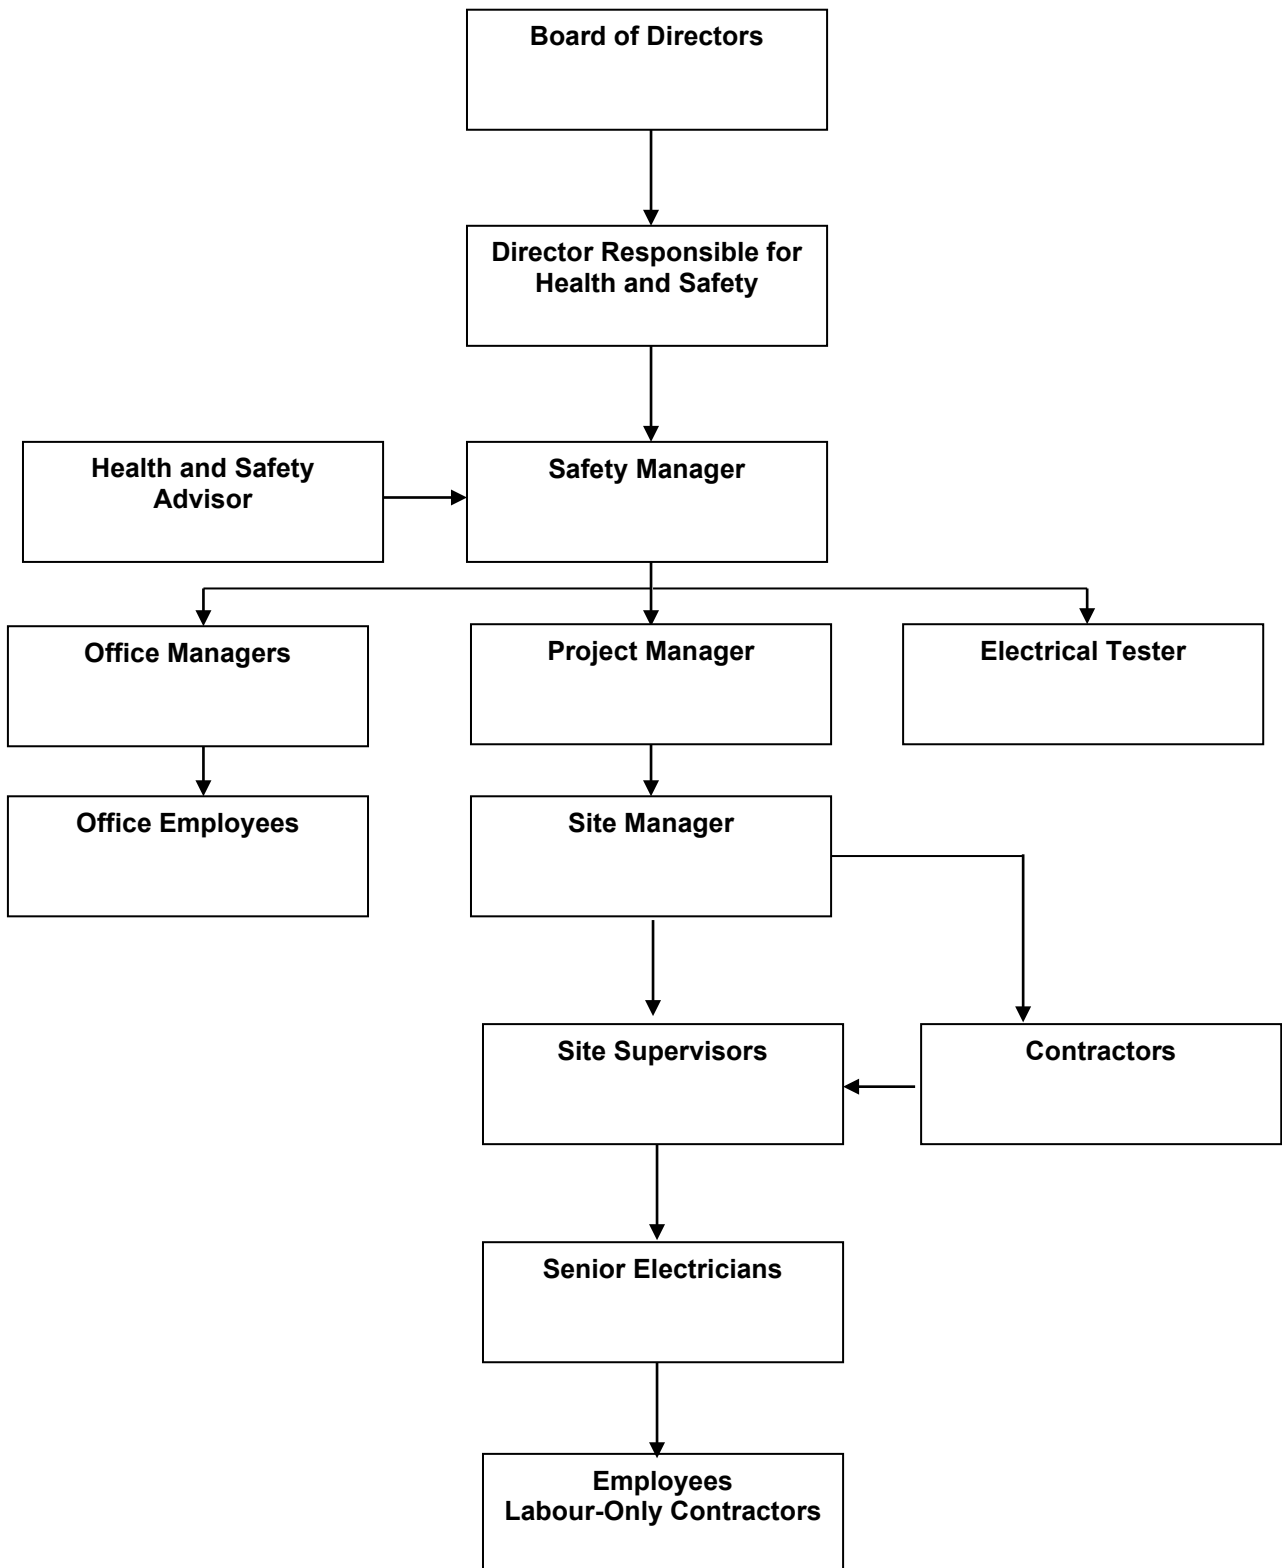 Board of Directors
Director Responsible for
Health and Safety
Health and Safety
Advisor
Safety Manager
Office Managers
Project Manager
Electrical Tester
Office Employees
Site Manager
Site Supervisors
Contractors
Senior Electricians
Employees
Labour-Only Contractors